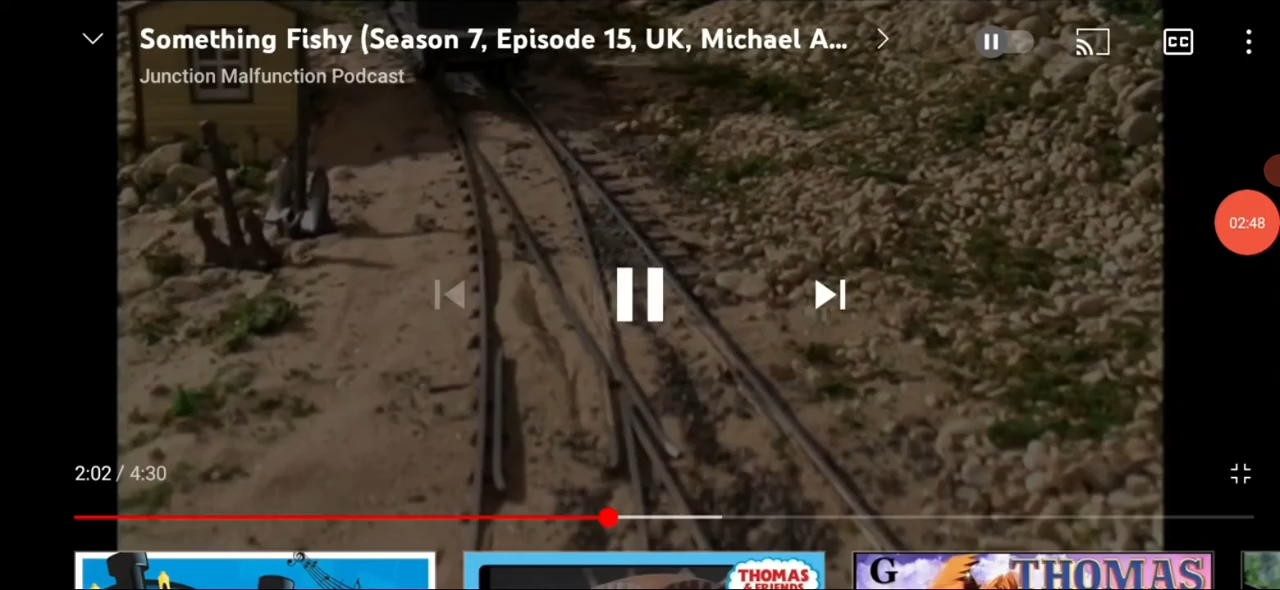 Something Fishy (Season 7, Episode 15, UK, Michael A...
Junction Malfunction Podcast
CC
02:48
2:02 / 4:30
THOMAS
& FRIENDS
G
THOMAS